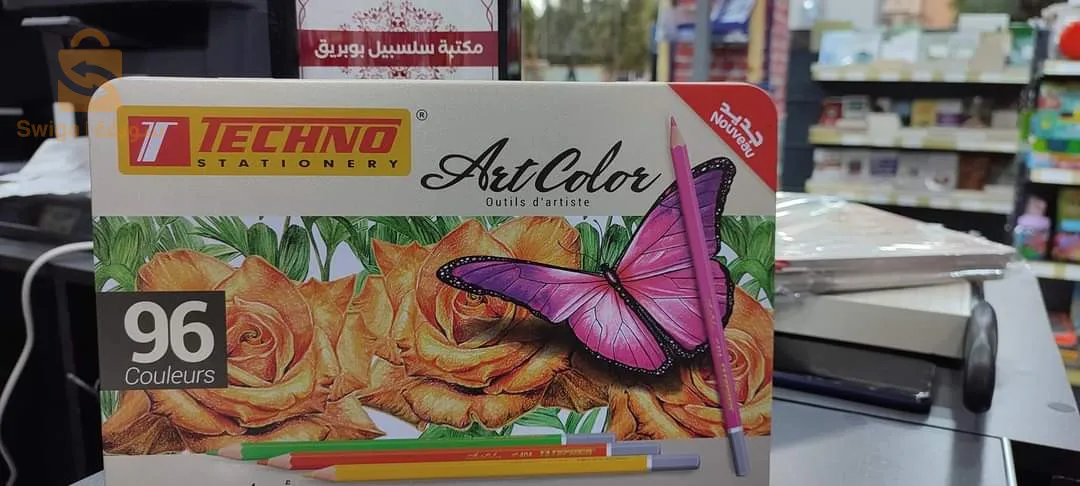 مكتبة سلسبيل بوبريق
TECHNO ®
STATIONERY
ArtColor
Outils d'artiste
جديد
Nouveau
96
Couleurs